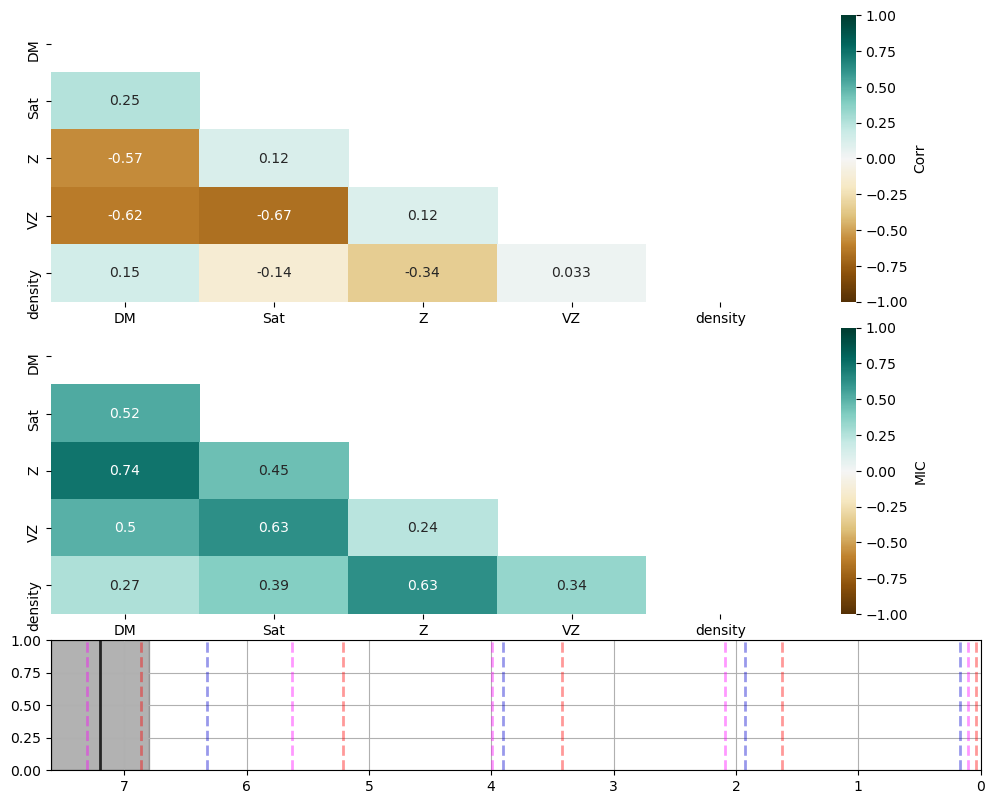 DM
Sat
Z
VZ
density
0.25
-0.57 0.12
-0.62 -0.67 0.12
0.15 -0.14 -0.34 0.033
DM Sat Z VZ density
1.00
0.75
0.50
0.25
0.00
−0.25
−0.50
−0.75
−1.00
Corr
DM
Sat
Z
VZ
density
0.52
0.74 0.45
0.5 0.63 0.24
0.27 0.39 0.63 0.34
DM Sat Z VZ density
1.00
0.75
0.50
0.25
0.00
−0.25
−0.50
−0.75
−1.00
MIC
1.00
0.75
0.50
0.25
0.00
7 6 5 4 3 2 1 0